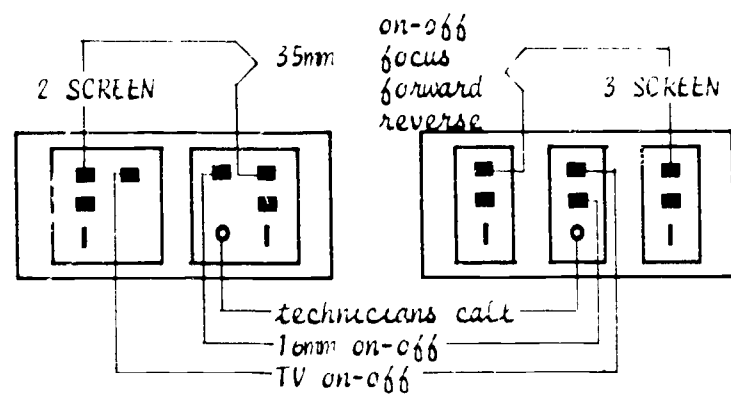 2 SCREEN
35mm
on-off
focus
forward
reverse
3 SCREEN
technicians call
16mm on-off
TV on-off